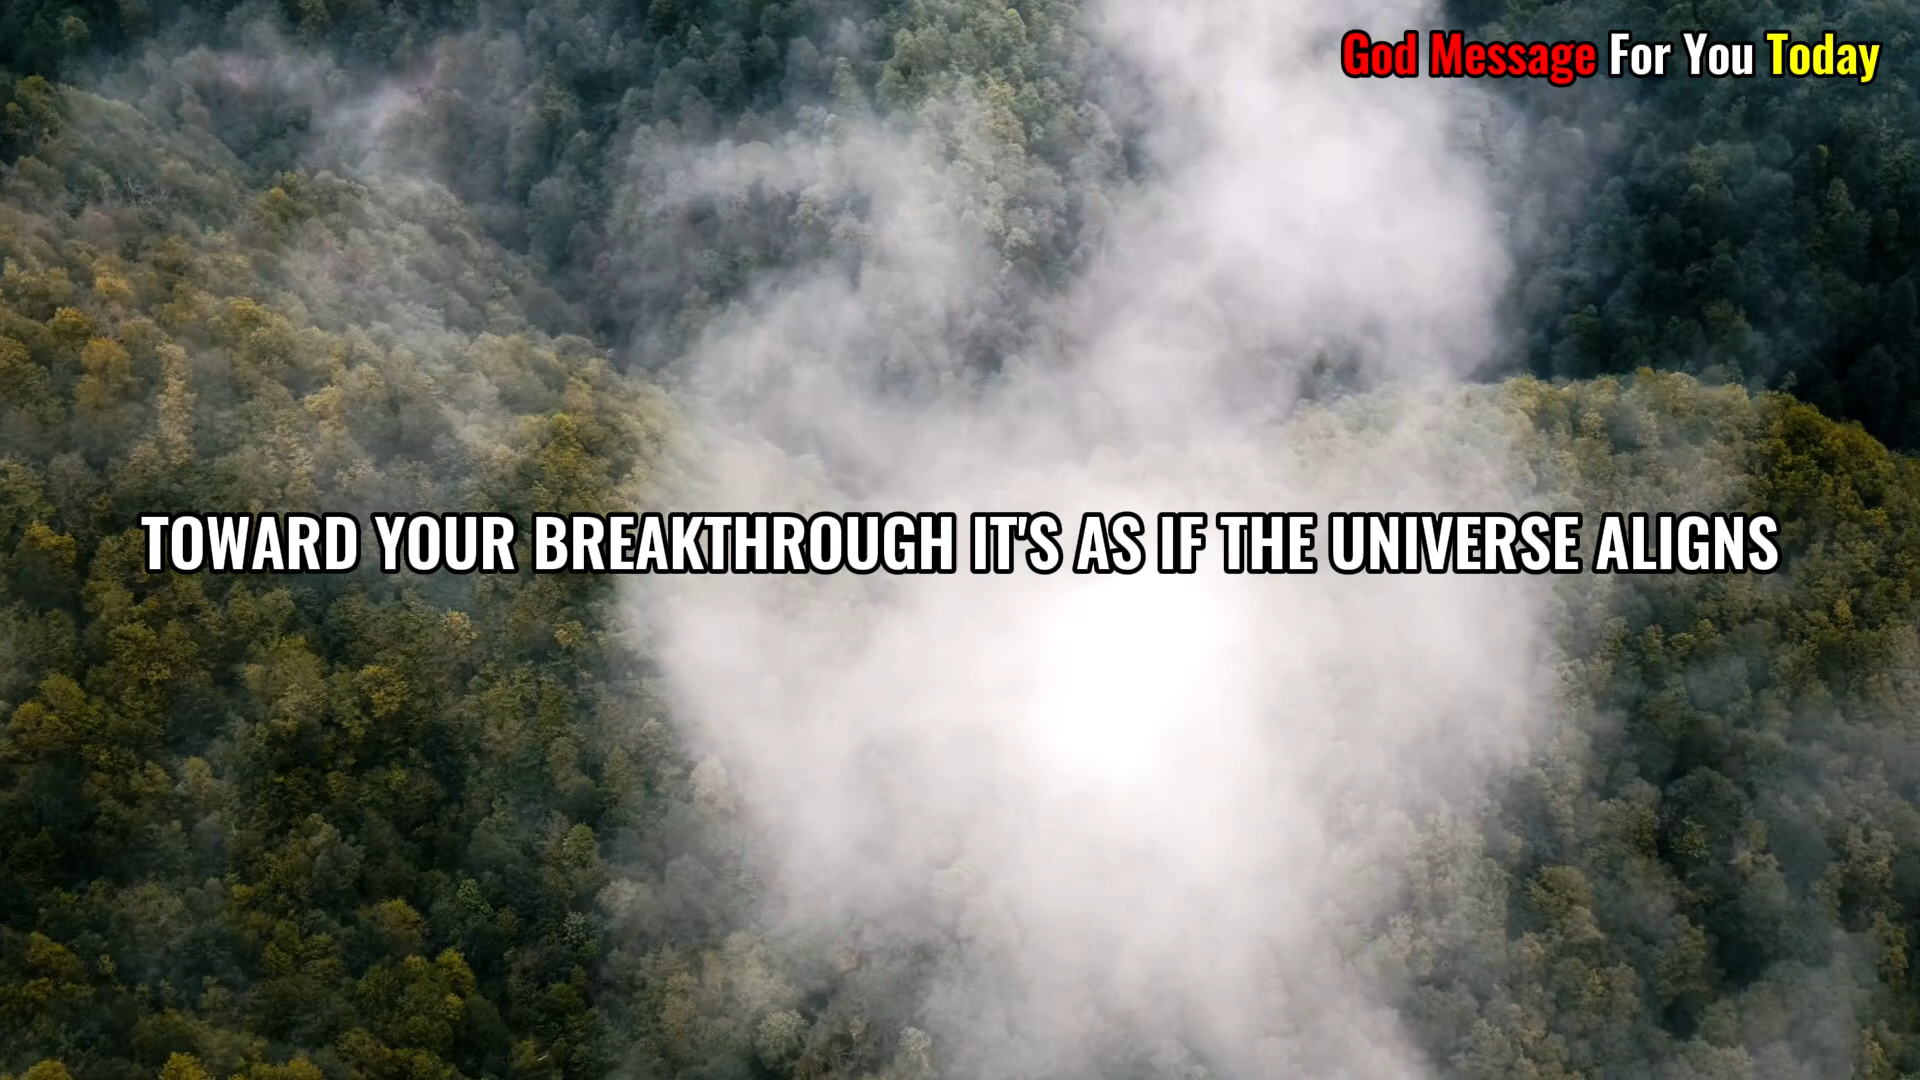 God Message For You Today
TOWARD YOUR BREAKTHROUGH IT'S AS IF THE UNIVERSE ALIGNS